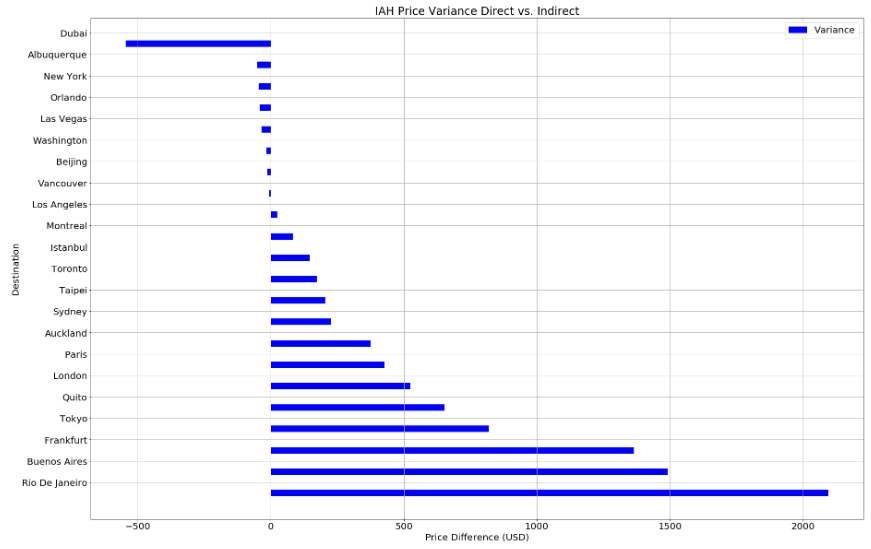 IAH Price Variance Direct vs. Indirect
Variance
Dubai
Albuquerque
New York
Orlando
Las Vegas
Washington
Beijing
Vancouver
Los Angeles
Montreal
Istanbul
Toronto
Taipei
Sydney
Auckland
Paris
London
Quito
Tokyo
Frankfurt
Buenos Aires
Rio De Janeiro
Destination
−500 0 500 1000 1500 2000
Price Difference (USD)